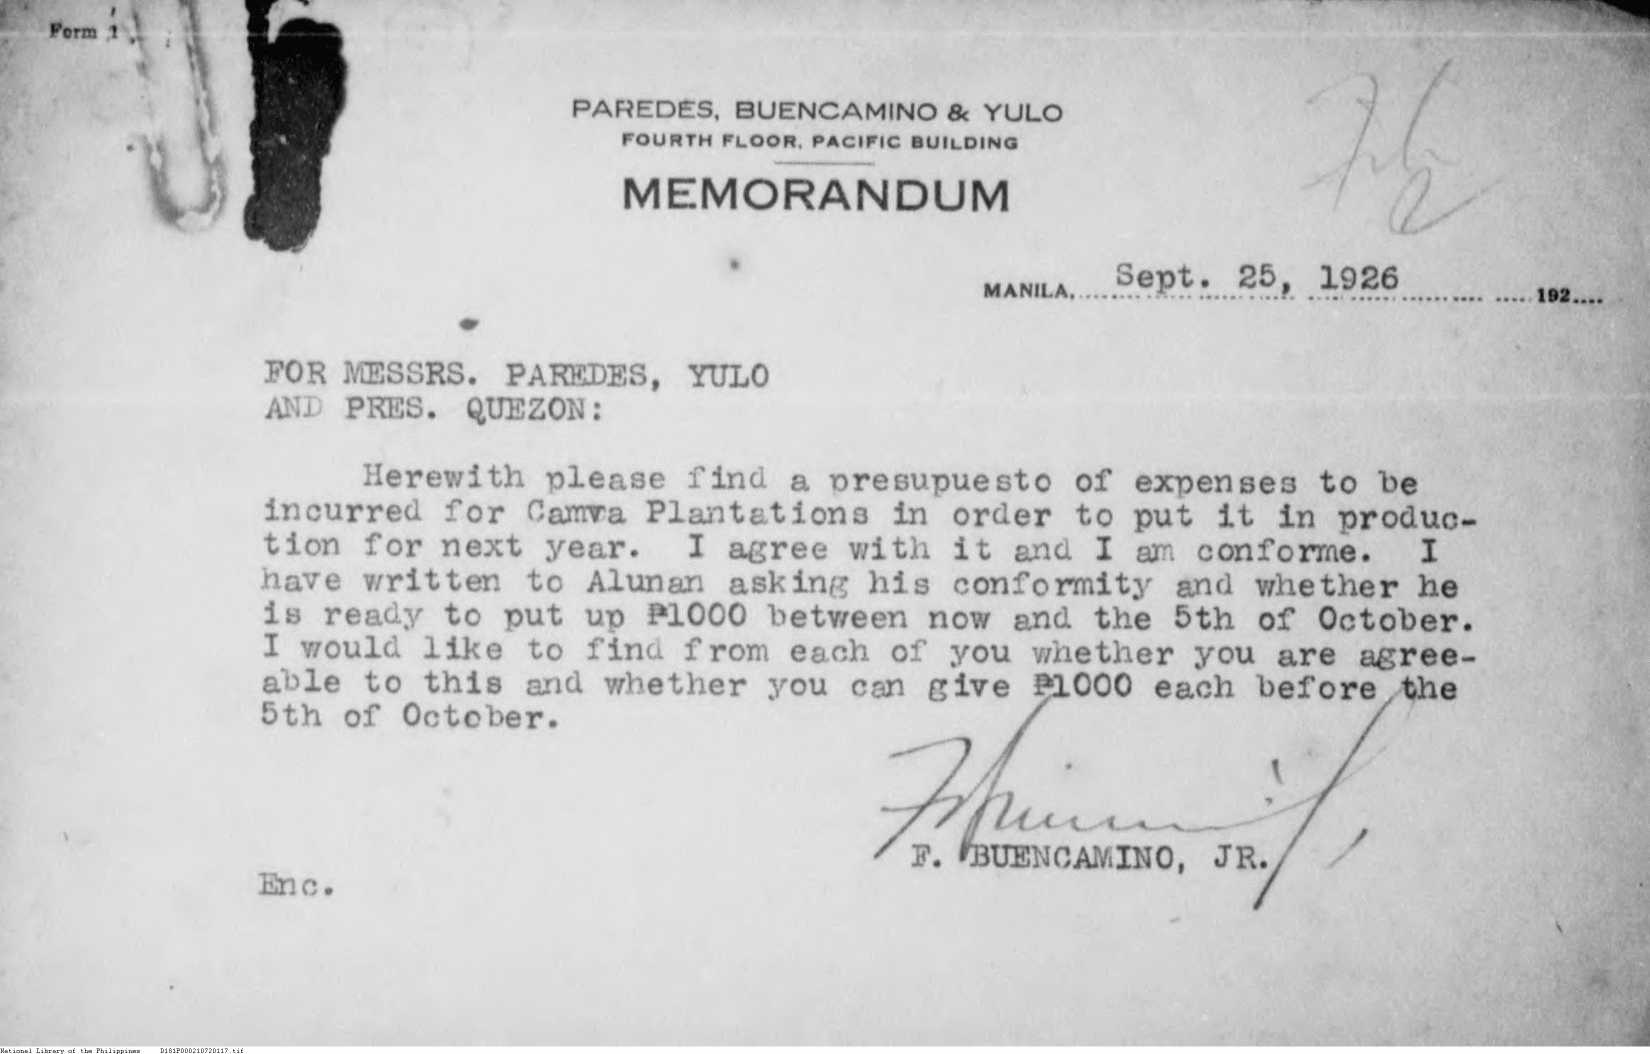 Form 1
PAREDES, BUENCAMINO & YULO
FOURTH FLOOR, PACIFIC BUILDING
MEMORANDUM
MANILA, Sept. 25, 1926 192
FOR MESSRS. PAREDES, YULO
AND PRES. QUEZON:
Herewith please find a presupuesto of expenses to be
incurred for Camva Plantations in order to put it in produc-
tion for next year. I agree with it and I am conforme. I
have written to Alunan asking his conformity and whether he
is ready to put up ₱1000 between now and the 5th of October.
I would like to find from each of you whether you are agree-
able to this and whether you can give ₱1000 each before the
5th of October.
F. BUENCAMINO, JR.
Enc.
National Library of the Philippines D181P000210720117.tif